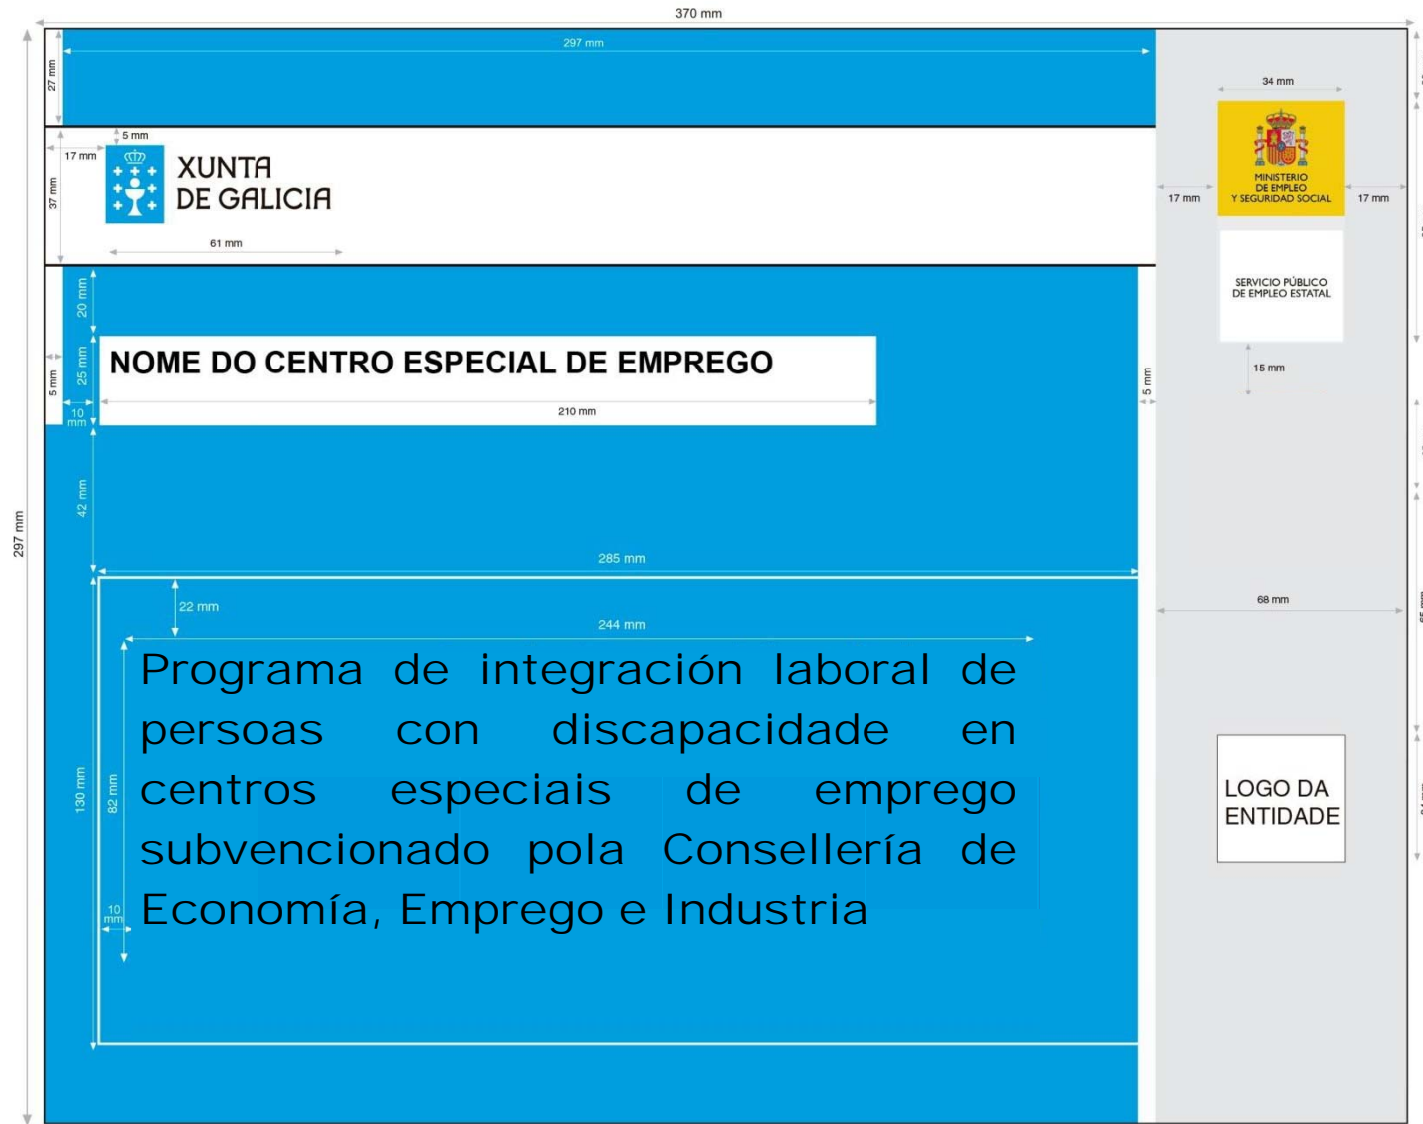 370 mm
297 mm
27 mm
34 mm
5 mm
17 mm
XUNTA
DE GALICIA
37 mm
61 mm
MINISTERIO
DE EMPLEO
Y SEGURIDAD SOCIAL
17 mm
17 mm
SERVICIO PÚBLICO
DE EMPLEO ESTATAL
20 mm
NOME DO CENTRO ESPECIAL DE EMPREGO
25 mm
5 mm
10
mm
210 mm
5 mm
15 mm
42 mm
297 mm
285 mm
22 mm
244 mm
68 mm
Programa de integración laboral de
persoas con discapacidade en
centros especiais de emprego
subvencionado pola Consellería de
Economía, Emprego e Industria
130 mm
82 mm
10
mm
LOGO DA
ENTIDADE